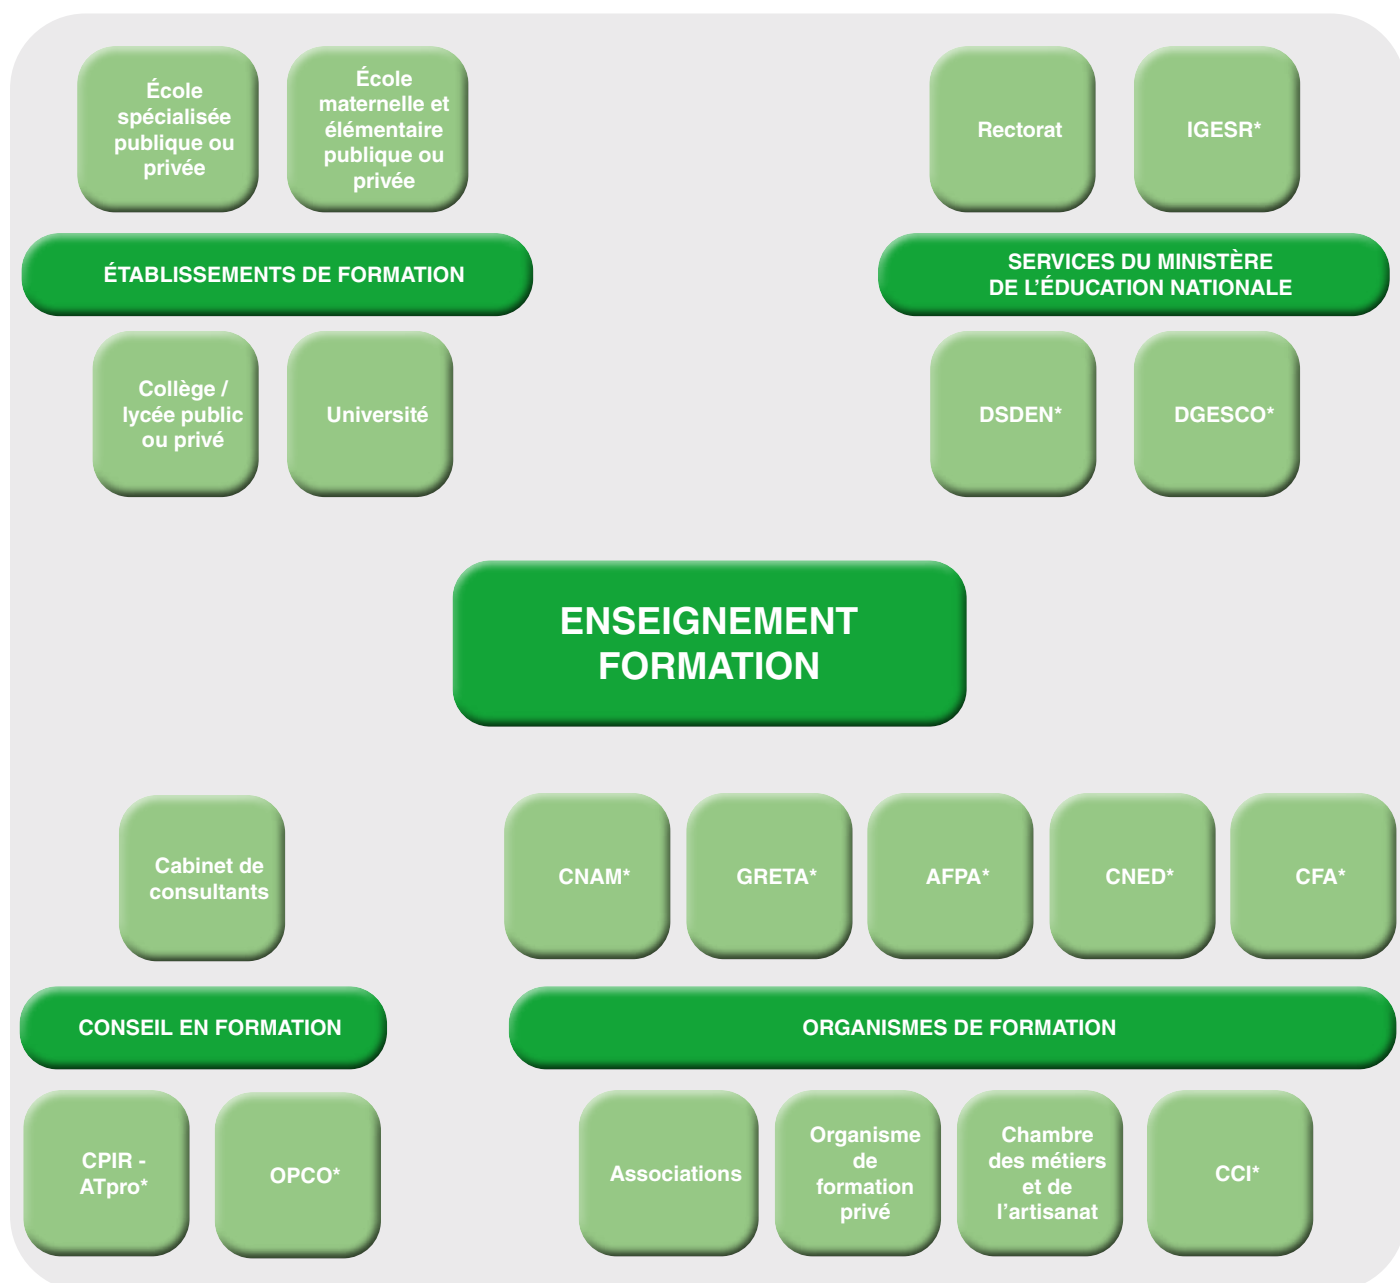 École
spécialisée
publique ou
privée
École
maternelle et
élémentaire
publique ou
privée
Rectorat
IGESR*
ÉTABLISSEMENTS DE FORMATION
SERVICES DU MINISTÈRE
DE L'ÉDUCATION NATIONALE
Collège /
lycée public
ou privé
Université
DSDEN*
DGESCO*
ENSEIGNEMENT
FORMATION
Cabinet de
consultants
CNAM*
GRETA*
AFPA*
CNED*
CFA*
CONSEIL EN FORMATION
ORGANISMES DE FORMATION
CPIR -
ATpro*
OPCO*
Associations
Organisme
de
formation
privé
Chambre
des métiers
et de
l'artisanat
CCI*